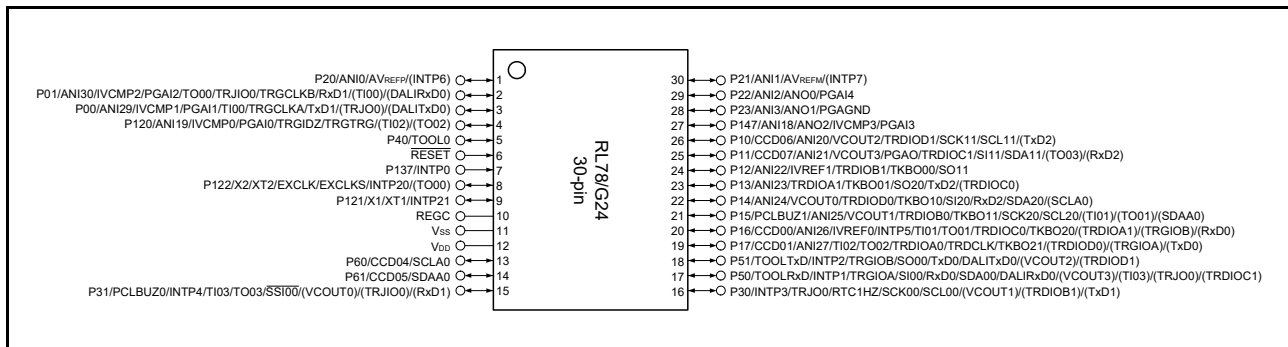 P20/ANI0/AVREFP/(INTP6) 1
P01/ANI30/IVCMP2/PGAI2/TO00/TRJIO0/TRGCLKB/RxD1/(TI00)/(DALIRxD0) 2
P00/ANI29/IVCMP1/PGAI1/TI00/TRGCLKA/TxD1/(TRJO0)/(DALITxD0) 3
P120/ANI19/IVCMP0/PGAI0/TRGIDZ/TRGTRG/(TI02)/(TO02) 4
P40/TOOL0 5
RESET 6
P137/INTP0 7
P122/X2/XT2/EXCLK/EXCLKS/INTP20/(TO00) 8
P121/X1/XT1/INTP21 9
REGC 10
VSS 11
VDD 12
P60/CCD04/SCLA0 13
P61/CCD05/SDAA0 14
P31/PCLBUZ0/INTP4/TI03/TO03/SSI00/(VCOUT0)/(TRJIO0)/(RxD1) 15
RL78/G24
30-pin
30 P21/ANI1/AVREFM/(INTP7)
29 P22/ANI2/ANO0/PGAI4
28 P23/ANI3/ANO1/PGAGND
27 P147/ANI18/ANO2/IVCMP3/PGAI3
26 P10/CCD06/ANI20/VCOUT2/TRDIOD1/SCK11/SCL11/(TxD2)
25 P11/CCD07/ANI21/VCOUT3/PGAO/TRDIOC1/SI11/SDA11/(TO03)/(RxD2)
24 P12/ANI22/IVREF1/TRDIOB1/TKBO00/SO11
23 P13/ANI23/TRDIOA1/TKBO01/SO20/TxD2/(TRDIOC0)
22 P14/ANI24/VCOUT0/TRDIOD0/TKBO10/SI20/RxD2/SDA20/(SCLA0)
21 P15/PCLBUZ1/ANI25/VCOUT1/TRDIOB0/TKBO11/SCK20/SCL20/(TI01)/(TO01)/(SDAA0)
20 P16/CCD00/ANI26/IVREF0/INTP5/TI01/TO01/TRDIOC0/TKBO20/(TRDIOA1)/(TRGIOB)/(RxD0)
19 P17/CCD01/ANI27/TI02/TO02/TRDIOA0/TRDCLK/TKBO21/(TRDIOD0)/(TRGIOA)/(TxD0)
18 P51/TOOLTxD/INTP2/TRGIOB/SO00/TxD0/DALITxD0/(VCOUT2)/(TRDIOD1)
17 P50/TOOLRxD/INTP1/TRGIOA/SI00/RxD0/SDA00/DALIRxD0/(VCOUT3)/(TI03)/(TRJO0)/(TRDIOC1)
16 P30/INTP3/TRJO0/RTC1HZ/SCK00/SCL00/(VCOUT1)/(TRDIOB1)/(TxD1)